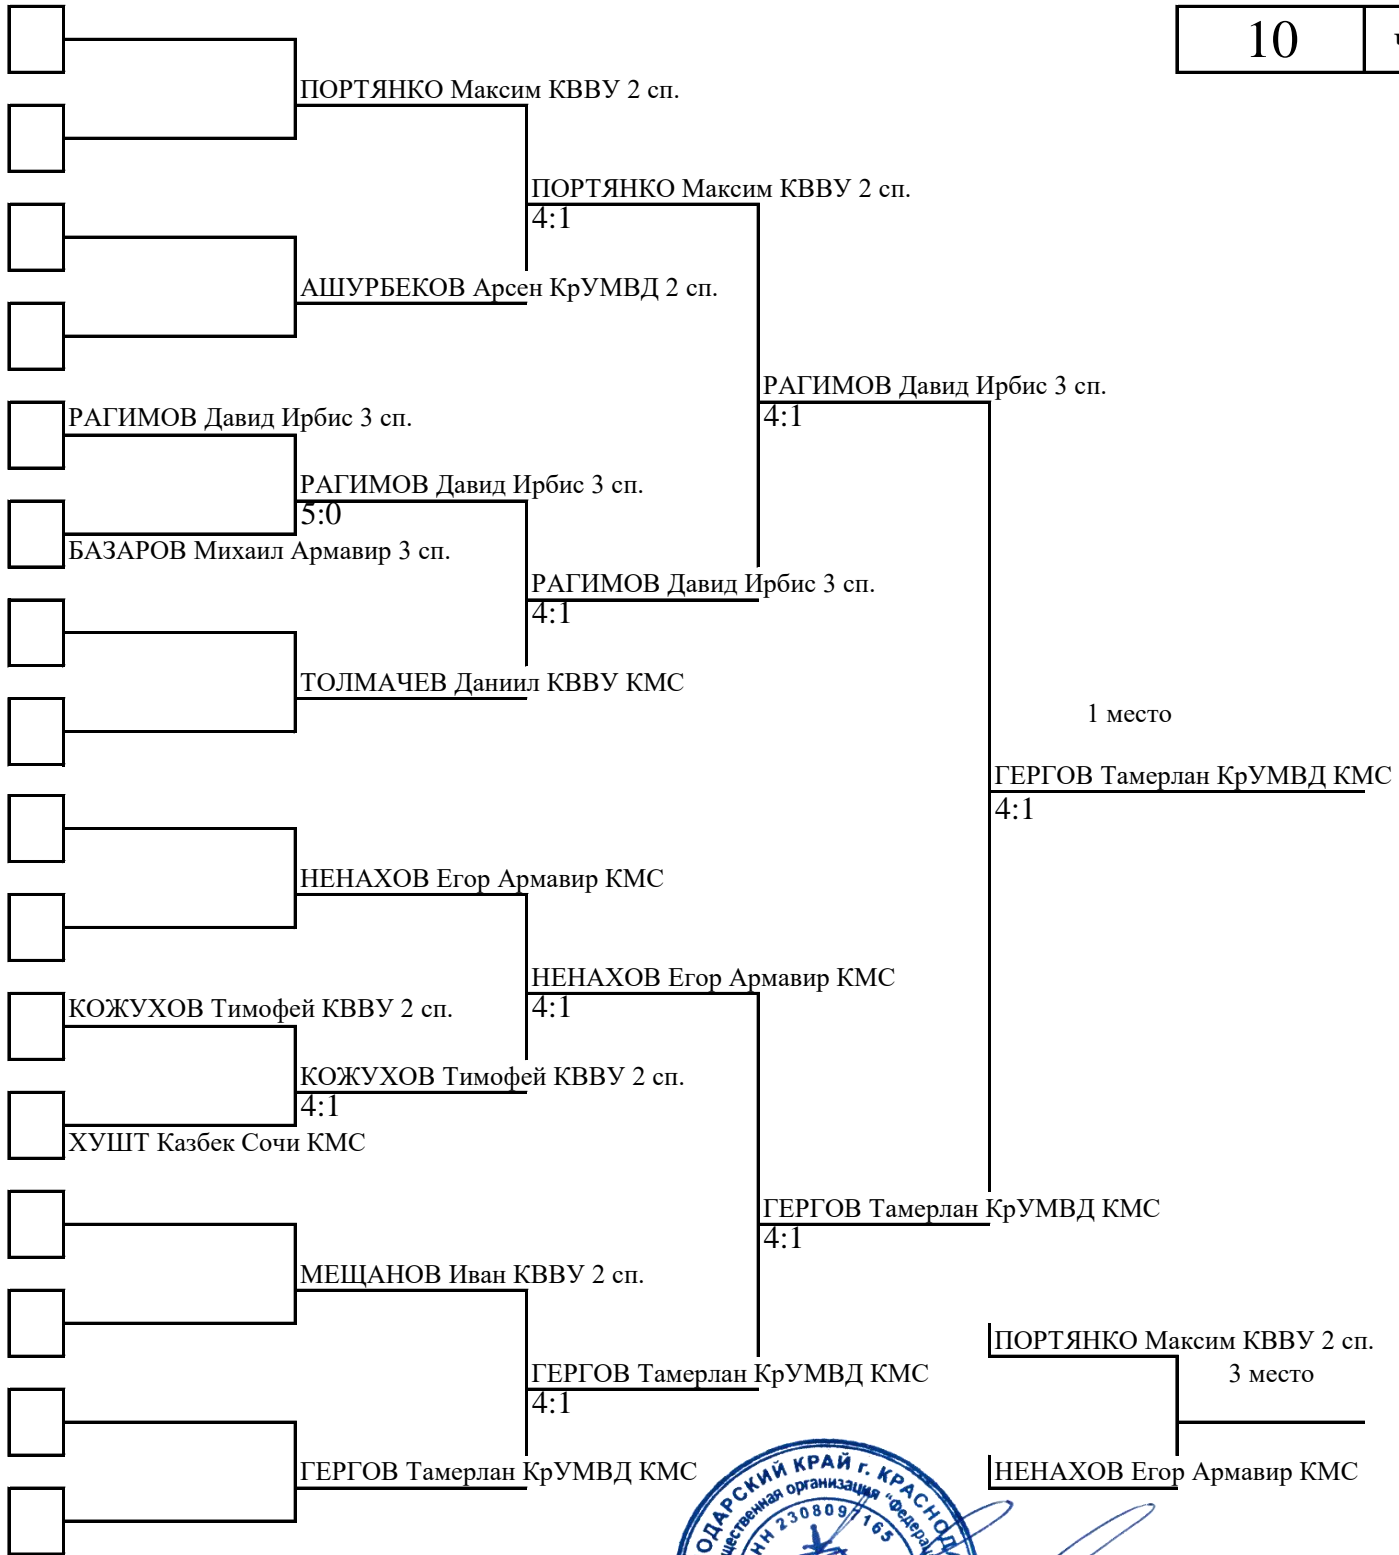 10
ПОРТЯНКО Максим КВВУ 2 сп.
ПОРТЯНКО Максим КВВУ 2 сп.
4:1
АШУРБЕКОВ Арсен КрУМВД 2 сп.
РАГИМОВ Давид Ирбис 3 сп.
4:1
РАГИМОВ Давид Ирбис 3 сп.
РАГИМОВ Давид Ирбис 3 сп.
5:0
БАЗАРОВ Михаил Армавир 3 сп.
РАГИМОВ Давид Ирбис 3 сп.
4:1
ТОЛМАЧЕВ Даниил КВВУ КМС
1 место
ГЕРГОВ Тамерлан КрУМВД КМС
4:1
НЕНАХОВ Егор Армавир КМС
НЕНАХОВ Егор Армавир КМС
4:1
КОЖУХОВ Тимофей КВВУ 2 сп.
КОЖУХОВ Тимофей КВВУ 2 сп.
4:1
ХУШТ Казбек Сочи КМС
ГЕРГОВ Тамерлан КрУМВД КМС
4:1
МЕЩАНОВ Иван КВВУ 2 сп.
ПОРТЯНКО Максим КВВУ 2 сп.
3 место
ГЕРГОВ Тамерлан КрУМВД КМС
4:1
ГЕРГОВ Тамерлан КрУМВД КМС
НЕНАХОВ Егор Армавир КМС
КРАЙ г.
организация
2308097165